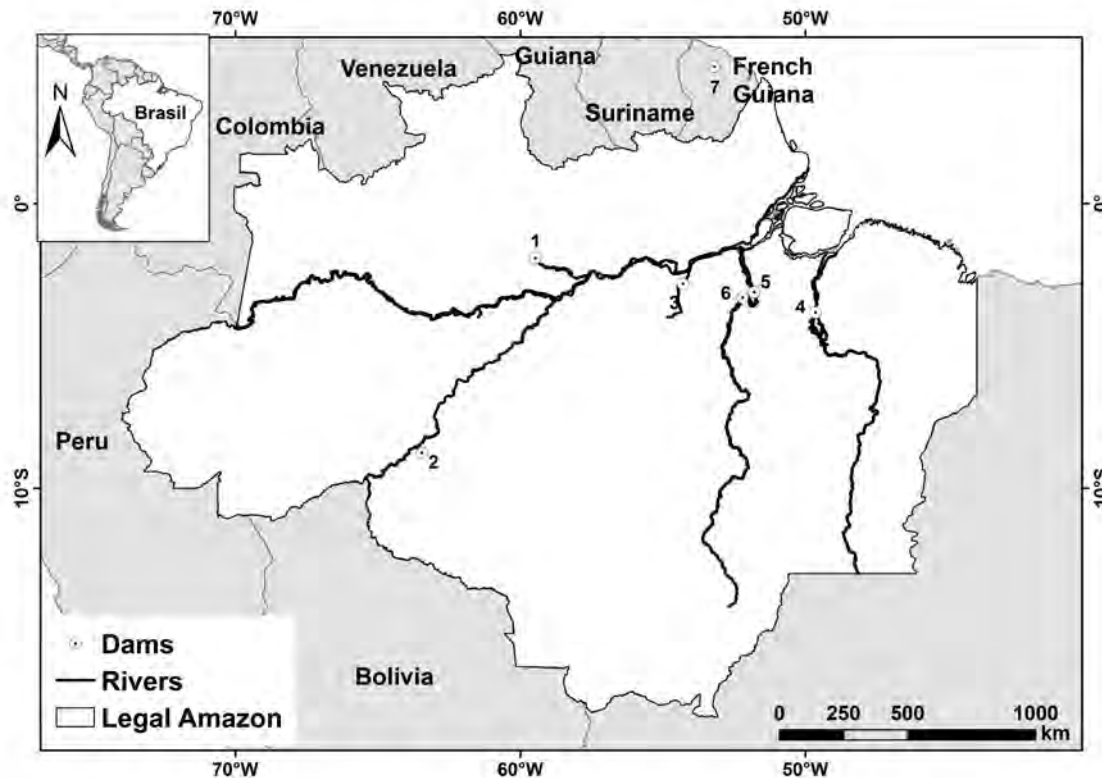 70°W 60°W 50°W
Guiana
Venezuela
French
Guiana
7
Brasil
Suriname
Colombia
N
0° 0°
1
5
6
3
4
Peru
2
10°S 10°S
Dams
Rivers
Legal Amazon
Bolivia
0 250 500 1000
km
70°W 60°W 50°W